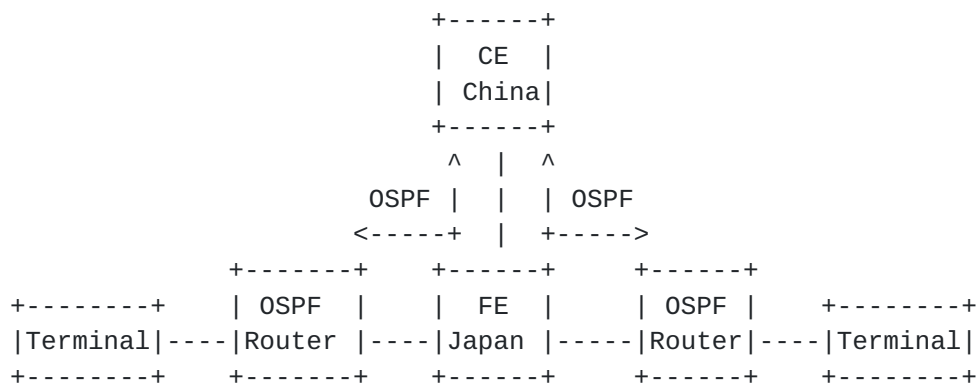 CE
China
OSPF OSPF
OSPF FE OSPF
Terminal Router Japan Router Terminal